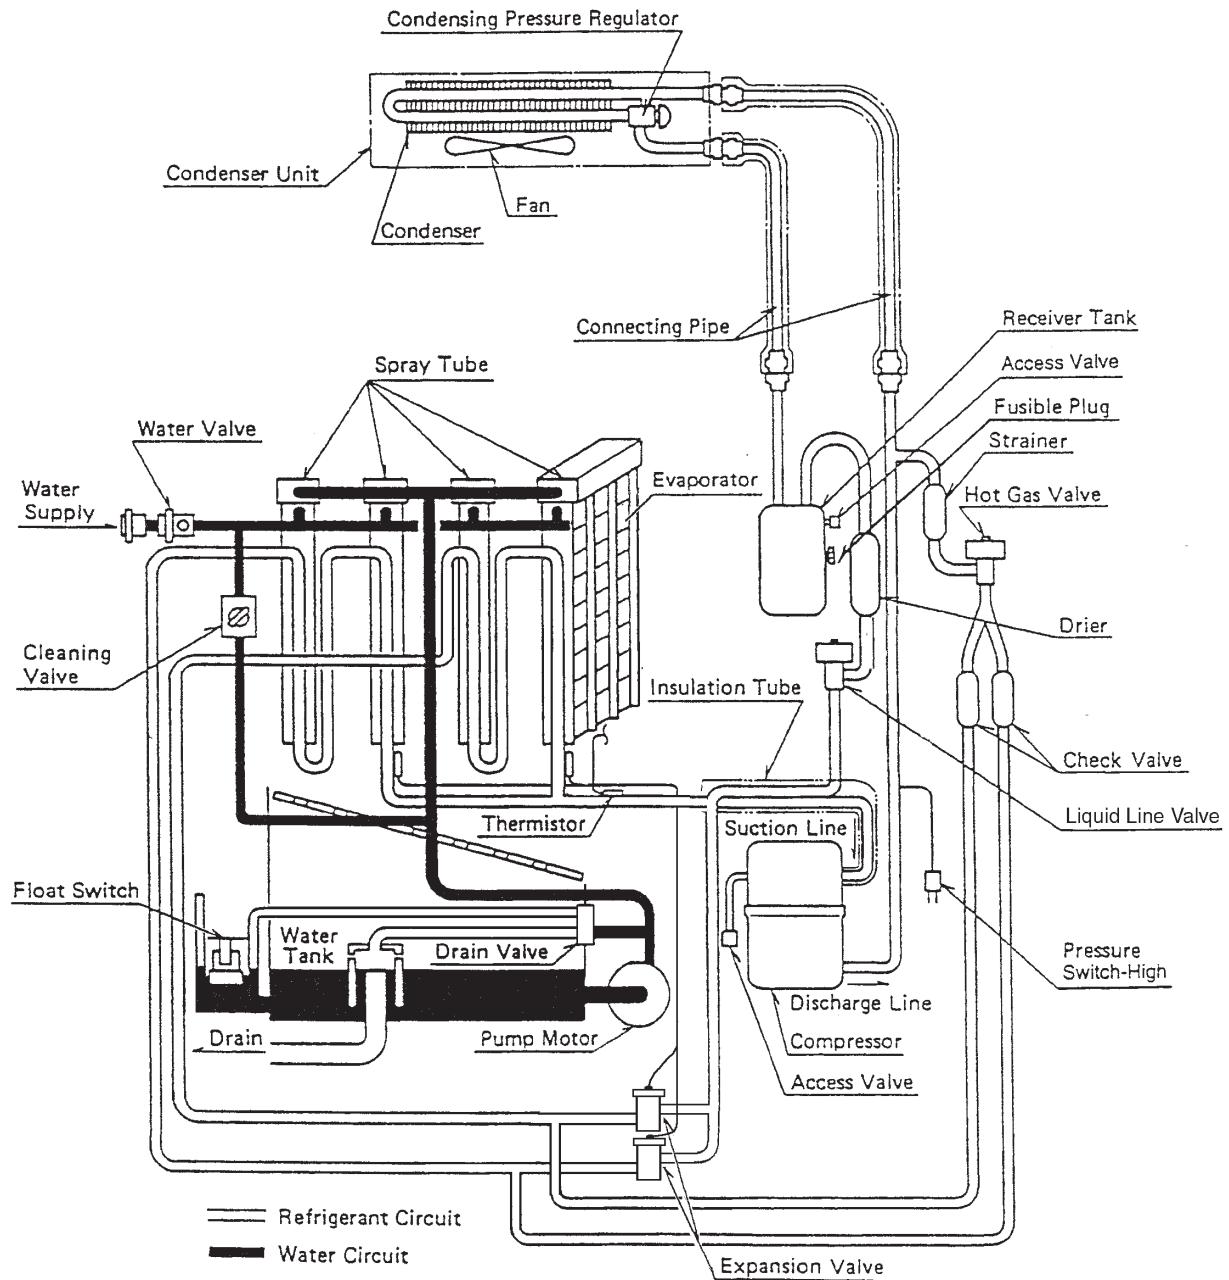 Condensing Pressure Regulator
Condenser Unit
Fan
Condenser
Connecting Pipe
Receiver Tank
Access Valve
Fusible Plug
Strainer
Hot Gas Valve
Spray Tube
Water Valve
Evaporator
Water
Supply
Cleaning
Valve
Drier
Insulation Tube
Check Valve
Liquid Line Valve
Thermistor
Suction Line
Float Switch
Water
Tank
Drain Valve
Pressure
Switch-High
Discharge Line
Drain
Pump Motor
Compressor
Access Valve
Refrigerant Circuit
Water Circuit
Expansion Valve